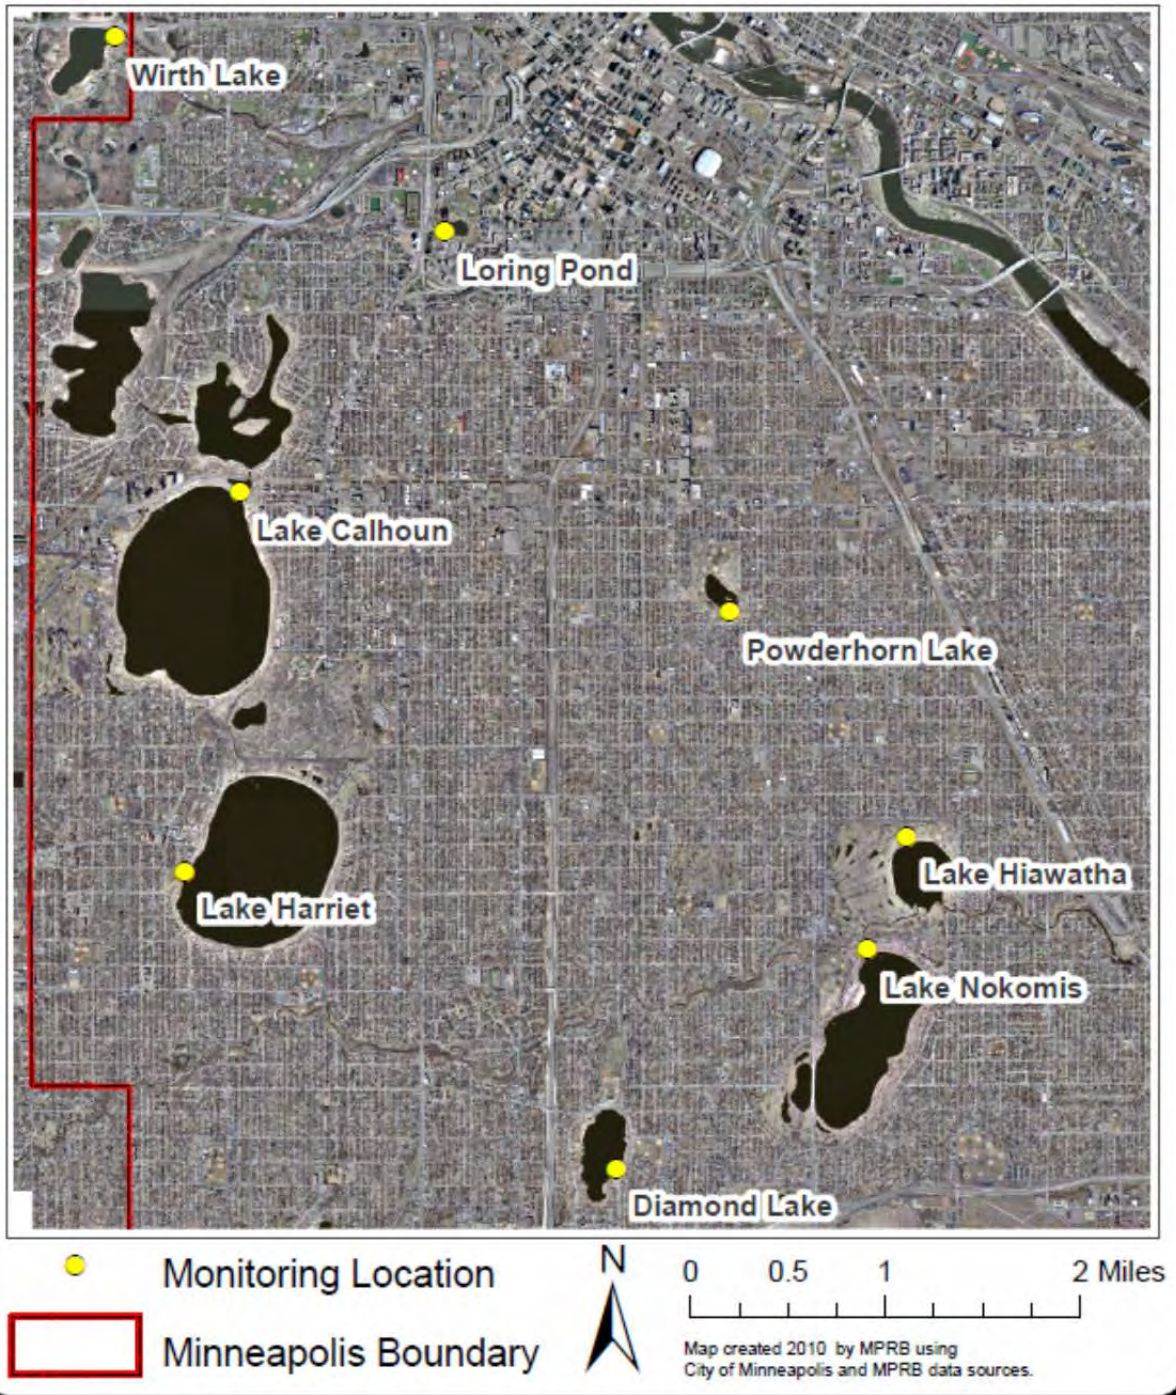 Wirth Lake
Loring Pond
Lake Calhoun
Powderhorn Lake
Lake Hiawatha
Lake Harriet
Lake Nokomis
Diamond Lake
Monitoring Location
Minneapolis Boundary
N
0 0.5 1 2 Miles
Map created 2010 by MPRB using
City of Minneapolis and MPRB data sources.